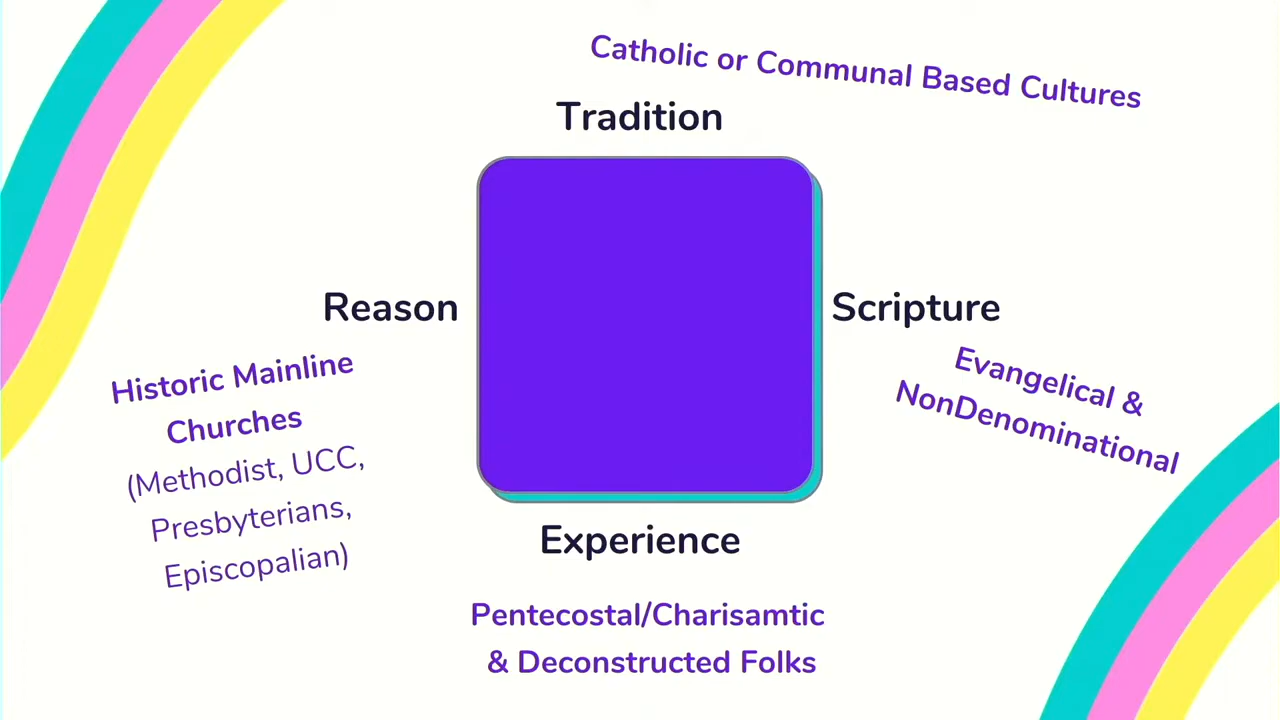 Catholic or Communal Based Cultures
Tradition
Reason
Scripture
Historic Mainline
Churches
(Methodist, UCC,
Presbyterians,
Episcopalian)
Evangelical &
NonDenominational
Experience
Pentecostal/Charisamtic
& Deconstructed Folks